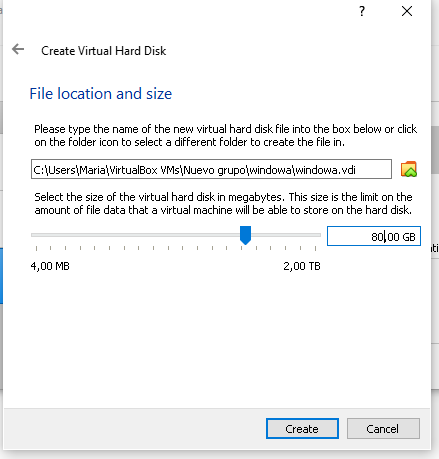 ?
Create Virtual Hard Disk
File location and size
Please type the name of the new virtual hard disk file into the box below or click
on the folder icon to select a different folder to create the file in.
C:\Users\Maria\VirtualBox VMs\Nuevo grupo\windowa\windowa.vdi
Select the size of the virtual hard disk in megabytes. This size is the limit on the
amount of file data that a virtual machine will be able to store on the hard disk.
80,00 GB
4,00 MB 2,00 TB
Create Cancel